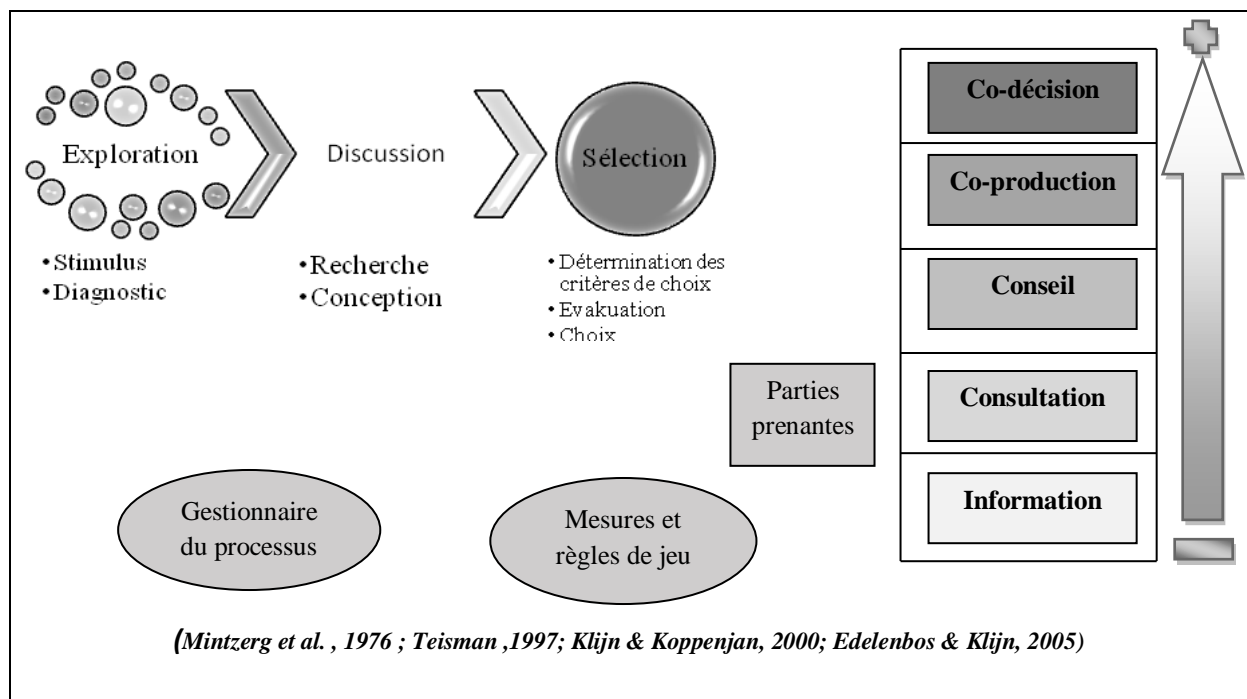 Exploration
• Stimulus
• Diagnostic
Discussion
• Recherche
• Conception
Sélection
• Détermination des
critères de choix
• Evakuation
• Choix
Co-décision
Co-production
Conseil
Consultation
Information
Parties
prenantes
Gestionnaire
du processus
Mesures et
règles de jeu
(Mintzerg et al. , 1976 ; Teisman ,1997; Klijn & Koppenjan, 2000; Edelenbos & Klijn, 2005)